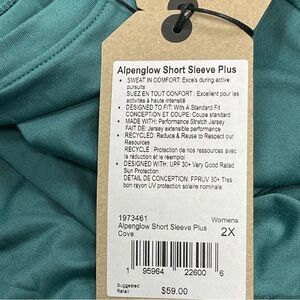 Alpenglow Short Sleeve Plus
• SWEAT IN COMFORT: Excels during active
pursuits
SUEZ EN TOUT CONFORT : Excellent pour les
activités à haute intensité
• DESIGNED TO FIT: With A Standard Fit
CONCEPTION ET COUPE: Coupe standard
• MADE WITH: Performance Stretch Jersey
FAIT DE: Jersey extensible performance
• RECYCLED: Reduce & Reuse to Respect our
Resources
RECYCLÉ : Protection de nos ressources avec
la réduction et le réemploi
• DESIGNED WITH: UPF 30+ Very Good Rated
Sun Protection
DÉTAIL DE CONCEPTION: FPRUV 30+ Très
bon rayon UV protection solaire nominale
1973461
Womens
Alpenglow Short Sleeve Plus
2X
Cove
1 95964 22600 6
Suggested
Retail
$59.00